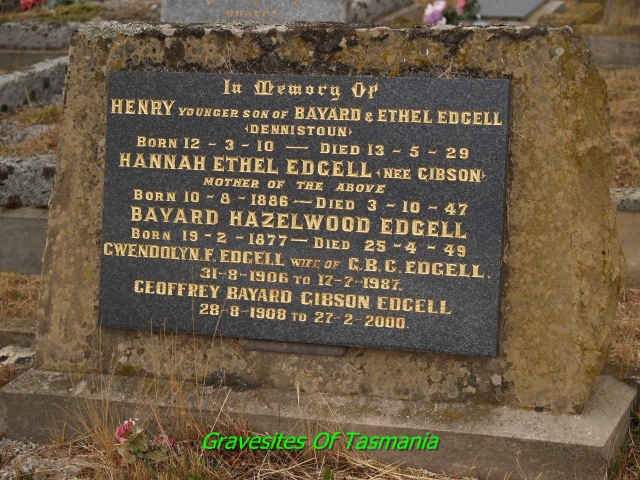 In Memory Of
HENRY YOUNGER SON OF BAYARD & ETHEL EDGELL
(DENNISTOUN)
BORN 12 - 3 - 10 — DIED 13 - 5 - 29
HANNAH ETHEL EDGELL (NEE GIBSON)
MOTHER OF THE ABOVE
BORN 10 - 8 - 1886 — DIED 3 - 10 - 47
BAYARD HAZELWOOD EDGELL
BORN 19 - 2 - 1877 — DIED 25 - 4 - 49
GWENDOLYN. F. EDGELL WIFE OF G.B.G. EDGELL.
31-8-1906 TO 17-7-1987.
GEOFFREY BAYARD GIBSON EDGELL
28-8-1908 TO 27-2-2000.
Gravesites Of Tasmania